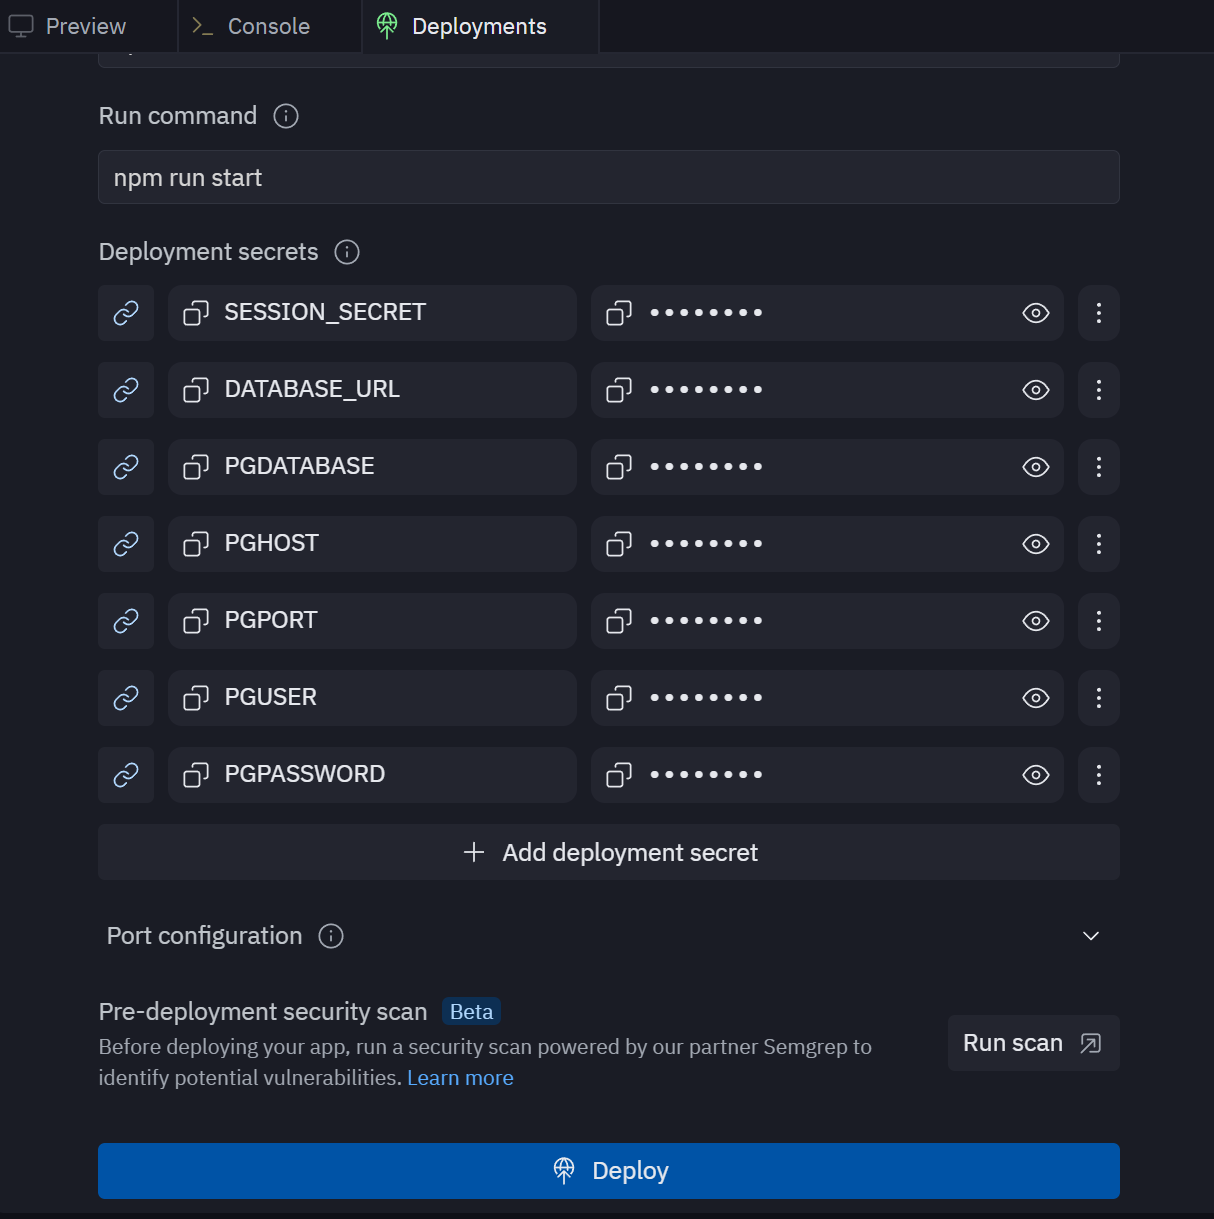 Preview
Console
Deployments
Run command
npm run start
Deployment secrets
SESSION_SECRET ••••••••
DATABASE_URL ••••••••
PGDATABASE ••••••••
PGHOST ••••••••
PGPORT ••••••••
PGUSER ••••••••
PGPASSWORD ••••••••
Add deployment secret
Port configuration
Pre-deployment security scan Beta
Before deploying your app, run a security scan powered by our partner Semgrep to
identify potential vulnerabilities. Learn more
Run scan
Deploy